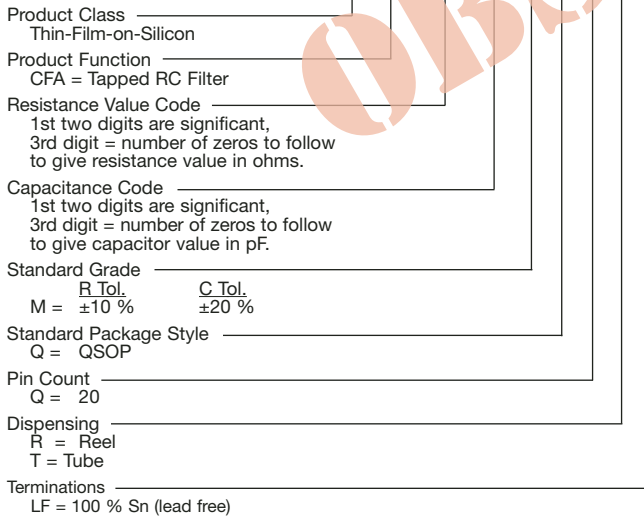 Product Class
Thin-Film-on-Silicon
Product Function
CFA = Tapped RC Filter
Resistance Value Code
1st two digits are significant,
3rd digit = number of zeros to follow
to give resistance value in ohms.
Capacitance Code
1st two digits are significant,
3rd digit = number of zeros to follow
to give capacitor value in pF.
Standard Grade
R Tol. C Tol.
M = ±10 % ±20 %
Standard Package Style
Q = QSOP
Pin Count
Q = 20
Dispensing
R = Reel
T = Tube
Terminations
LF = 100 % Sn (lead free)